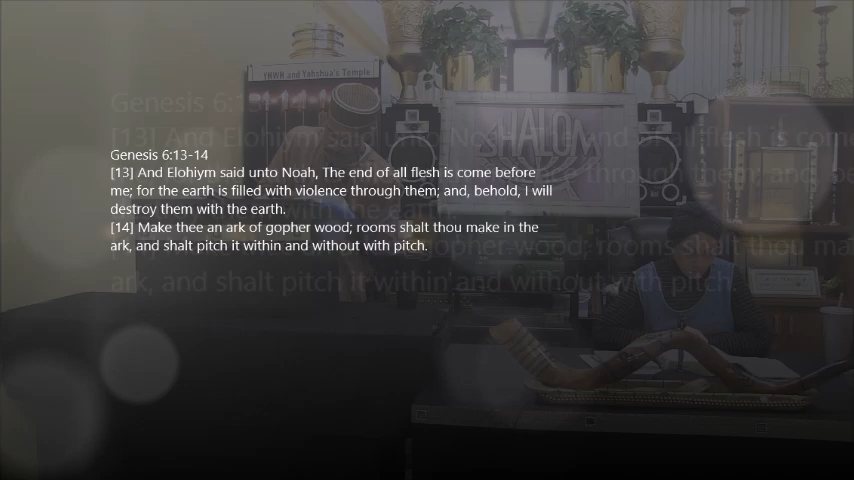 YHWH and Yahshua's Temple
SHALOM
Genesis 6:13-14
[13] And Elohiym said unto Noah, The end of all flesh is come before
me; for the earth is filled with violence through them; and, behold, I will
destroy them with the earth.
[14] Make thee an ark of gopher wood; rooms shalt thou make in the
ark, and shalt pitch it within and without with pitch.